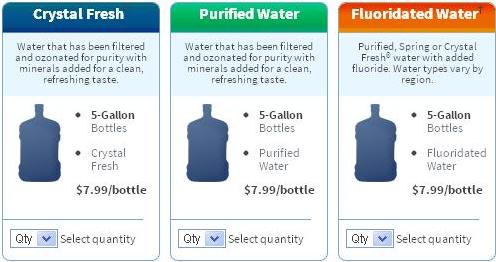 Crystal Fresh
Water that has been filtered
and ozonated for purity with
minerals added for a clean,
refreshing taste.
5-Gallon
Bottles
Crystal
Fresh
$7.99/bottle
Qty
Select quantity
Purified Water
Water that has been filtered
and ozonated for purity with
minerals added for a clean,
refreshing taste.
5-Gallon
Bottles
Purified
Water
$7.99/bottle
Qty
Select quantity
Fluoridated Water†
Purified, Spring or Crystal
Fresh® water with added
fluoride. Water types vary by
region.
5-Gallon
Bottles
Fluoridated
Water
$7.99/bottle
Qty
Select quantity